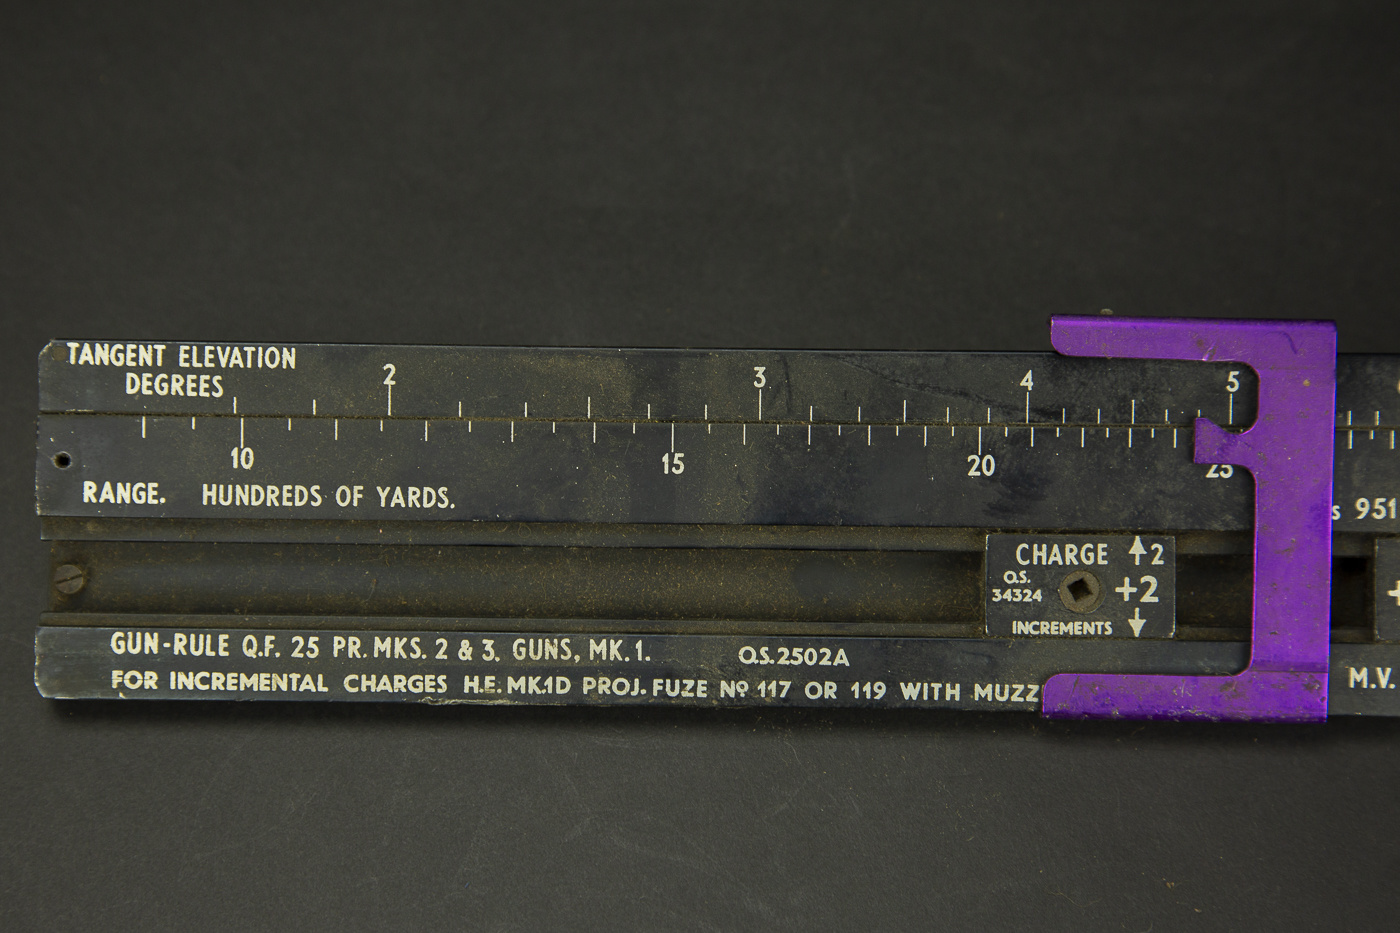 TANGENT ELEVATION
DEGREES
2 3 4 5
10 15 20 25
RANGE. HUNDREDS OF YARDS.
951
CHARGE 2
O.S.
34324
+2
INCREMENTS
GUN-RULE Q.F. 25 PR. MKS. 2 & 3. GUNS, MK.1. O.S.2502A
FOR INCREMENTAL CHARGES H.E. MK.1D PROJ. FUZE Nº 117 OR 119 WITH MUZZ
M.V.